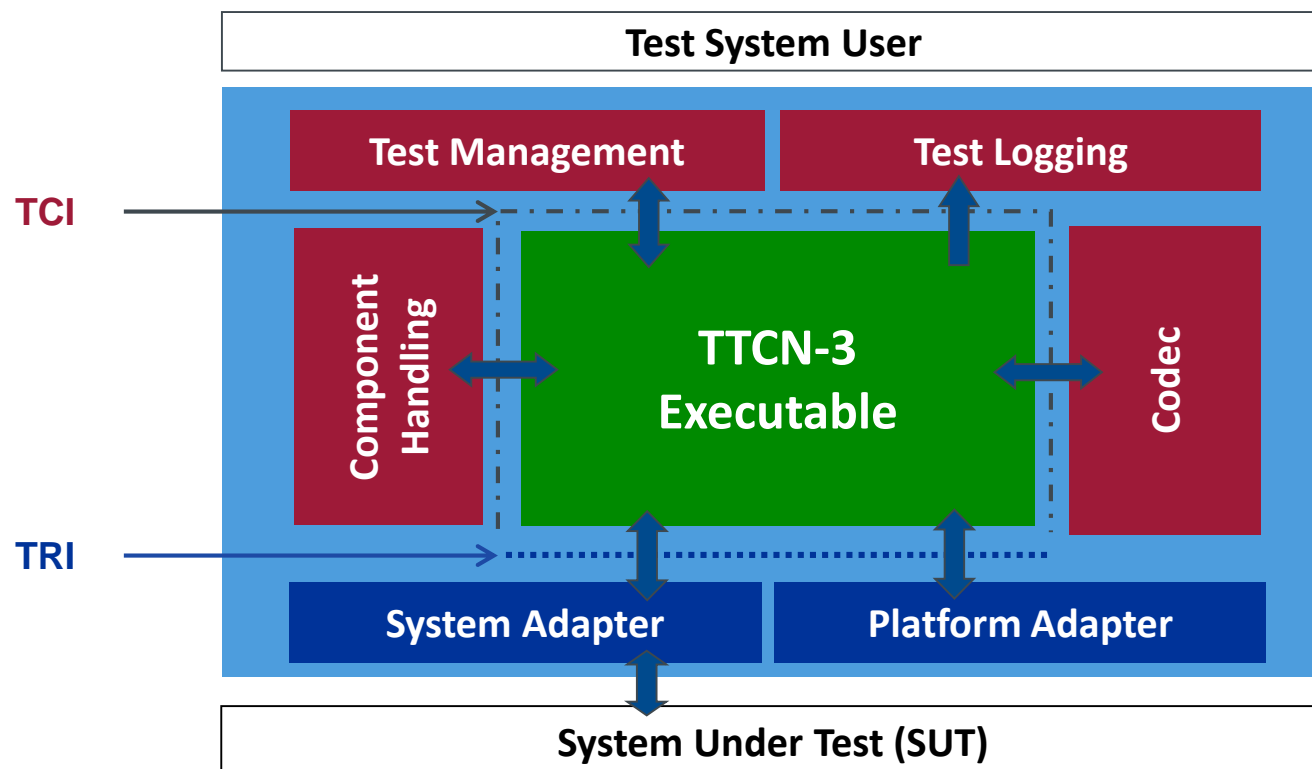 Test System User
Test Management
Test Logging
TCI
Component
Handling
TTCN-3
Executable
Codec
TRI
System Adapter
Platform Adapter
System Under Test (SUT)